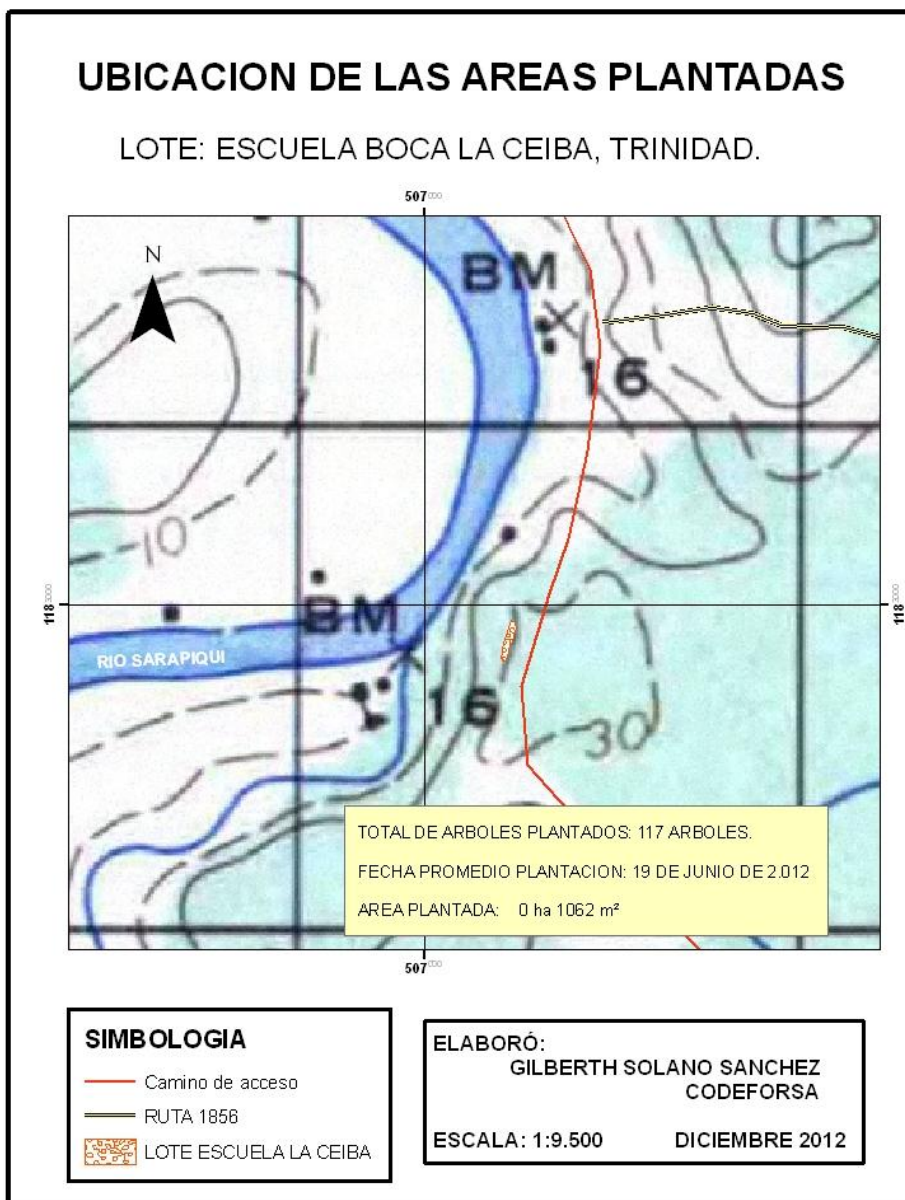 UBICACION DE LAS AREAS PLANTADAS
LOTE: ESCUELA BOCA LA CEIBA, TRINIDAD.
507000
N
BM
16
10
BM
118
118
RIO SARAPIQUI
16
30
TOTAL DE ARBOLES PLANTADOS: 117 ARBOLES.
FECHA PROMEDIO PLANTACION: 19 DE JUNIO DE 2.012
AREA PLANTADA: 0 ha 1062 m²
507000
SIMBOLOGIA
Camino de acceso
RUTA 1856
LOTE ESCUELA LA CEIBA
ELABORÓ:
GILBERTH SOLANO SANCHEZ
CODEFORSA
ESCALA: 1:9.500 DICIEMBRE 2012